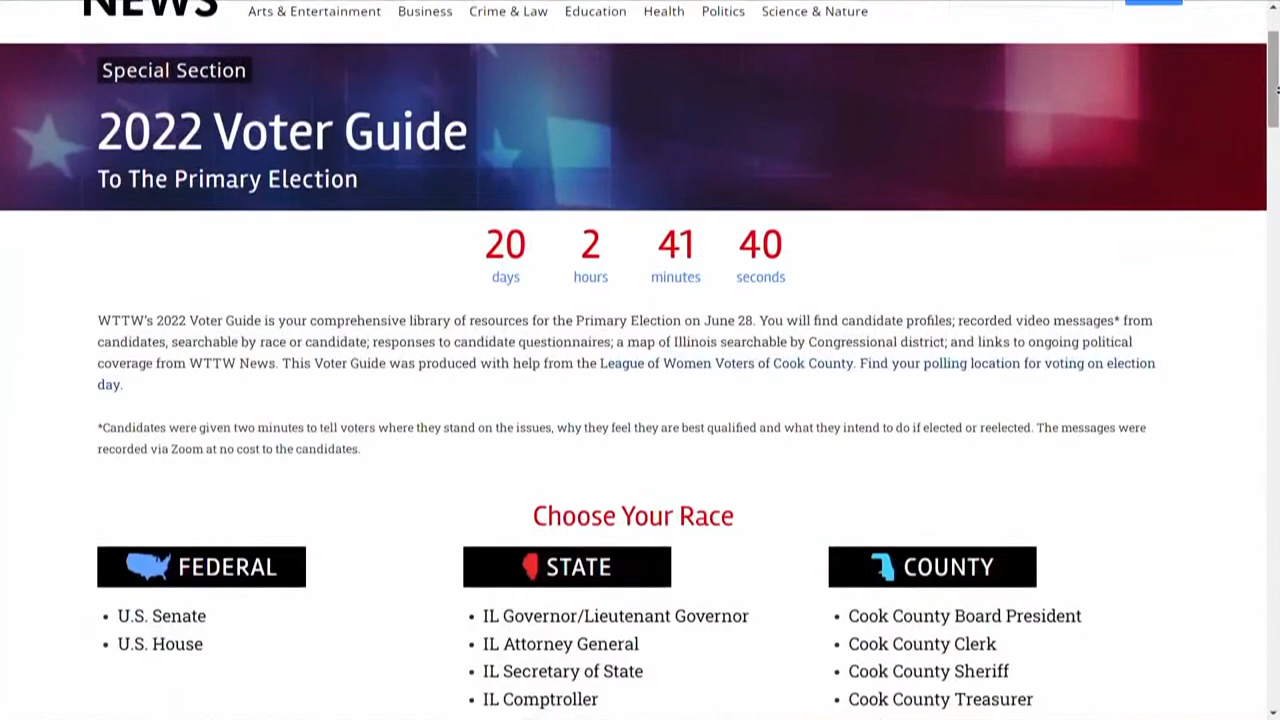 NEWS
Arts & Entertainment Business Crime & Law Education Health Politics Science & Nature
Special Section
2022 Voter Guide
To The Primary Election
20 2 41 40
days hours minutes seconds
WTTW's 2022 Voter Guide is your comprehensive library of resources for the Primary Election on June 28. You will find candidate profiles; recorded video messages* from
candidates, searchable by race or candidate; responses to candidate questionnaires; a map of Illinois searchable by Congressional district; and links to ongoing political
coverage from WTTW News. This Voter Guide was produced with help from the League of Women Voters of Cook County. Find your polling location for voting on election
day.
*Candidates were given two minutes to tell voters where they stand on the issues, why they feel they are best qualified and what they intend to do if elected or reelected. The messages were
recorded via Zoom at no cost to the candidates.
Choose Your Race
FEDERAL
• U.S. Senate
• U.S. House
STATE
• IL Governor/Lieutenant Governor
• IL Attorney General
• IL Secretary of State
• IL Comptroller
COUNTY
• Cook County Board President
• Cook County Clerk
• Cook County Sheriff
• Cook County Treasurer